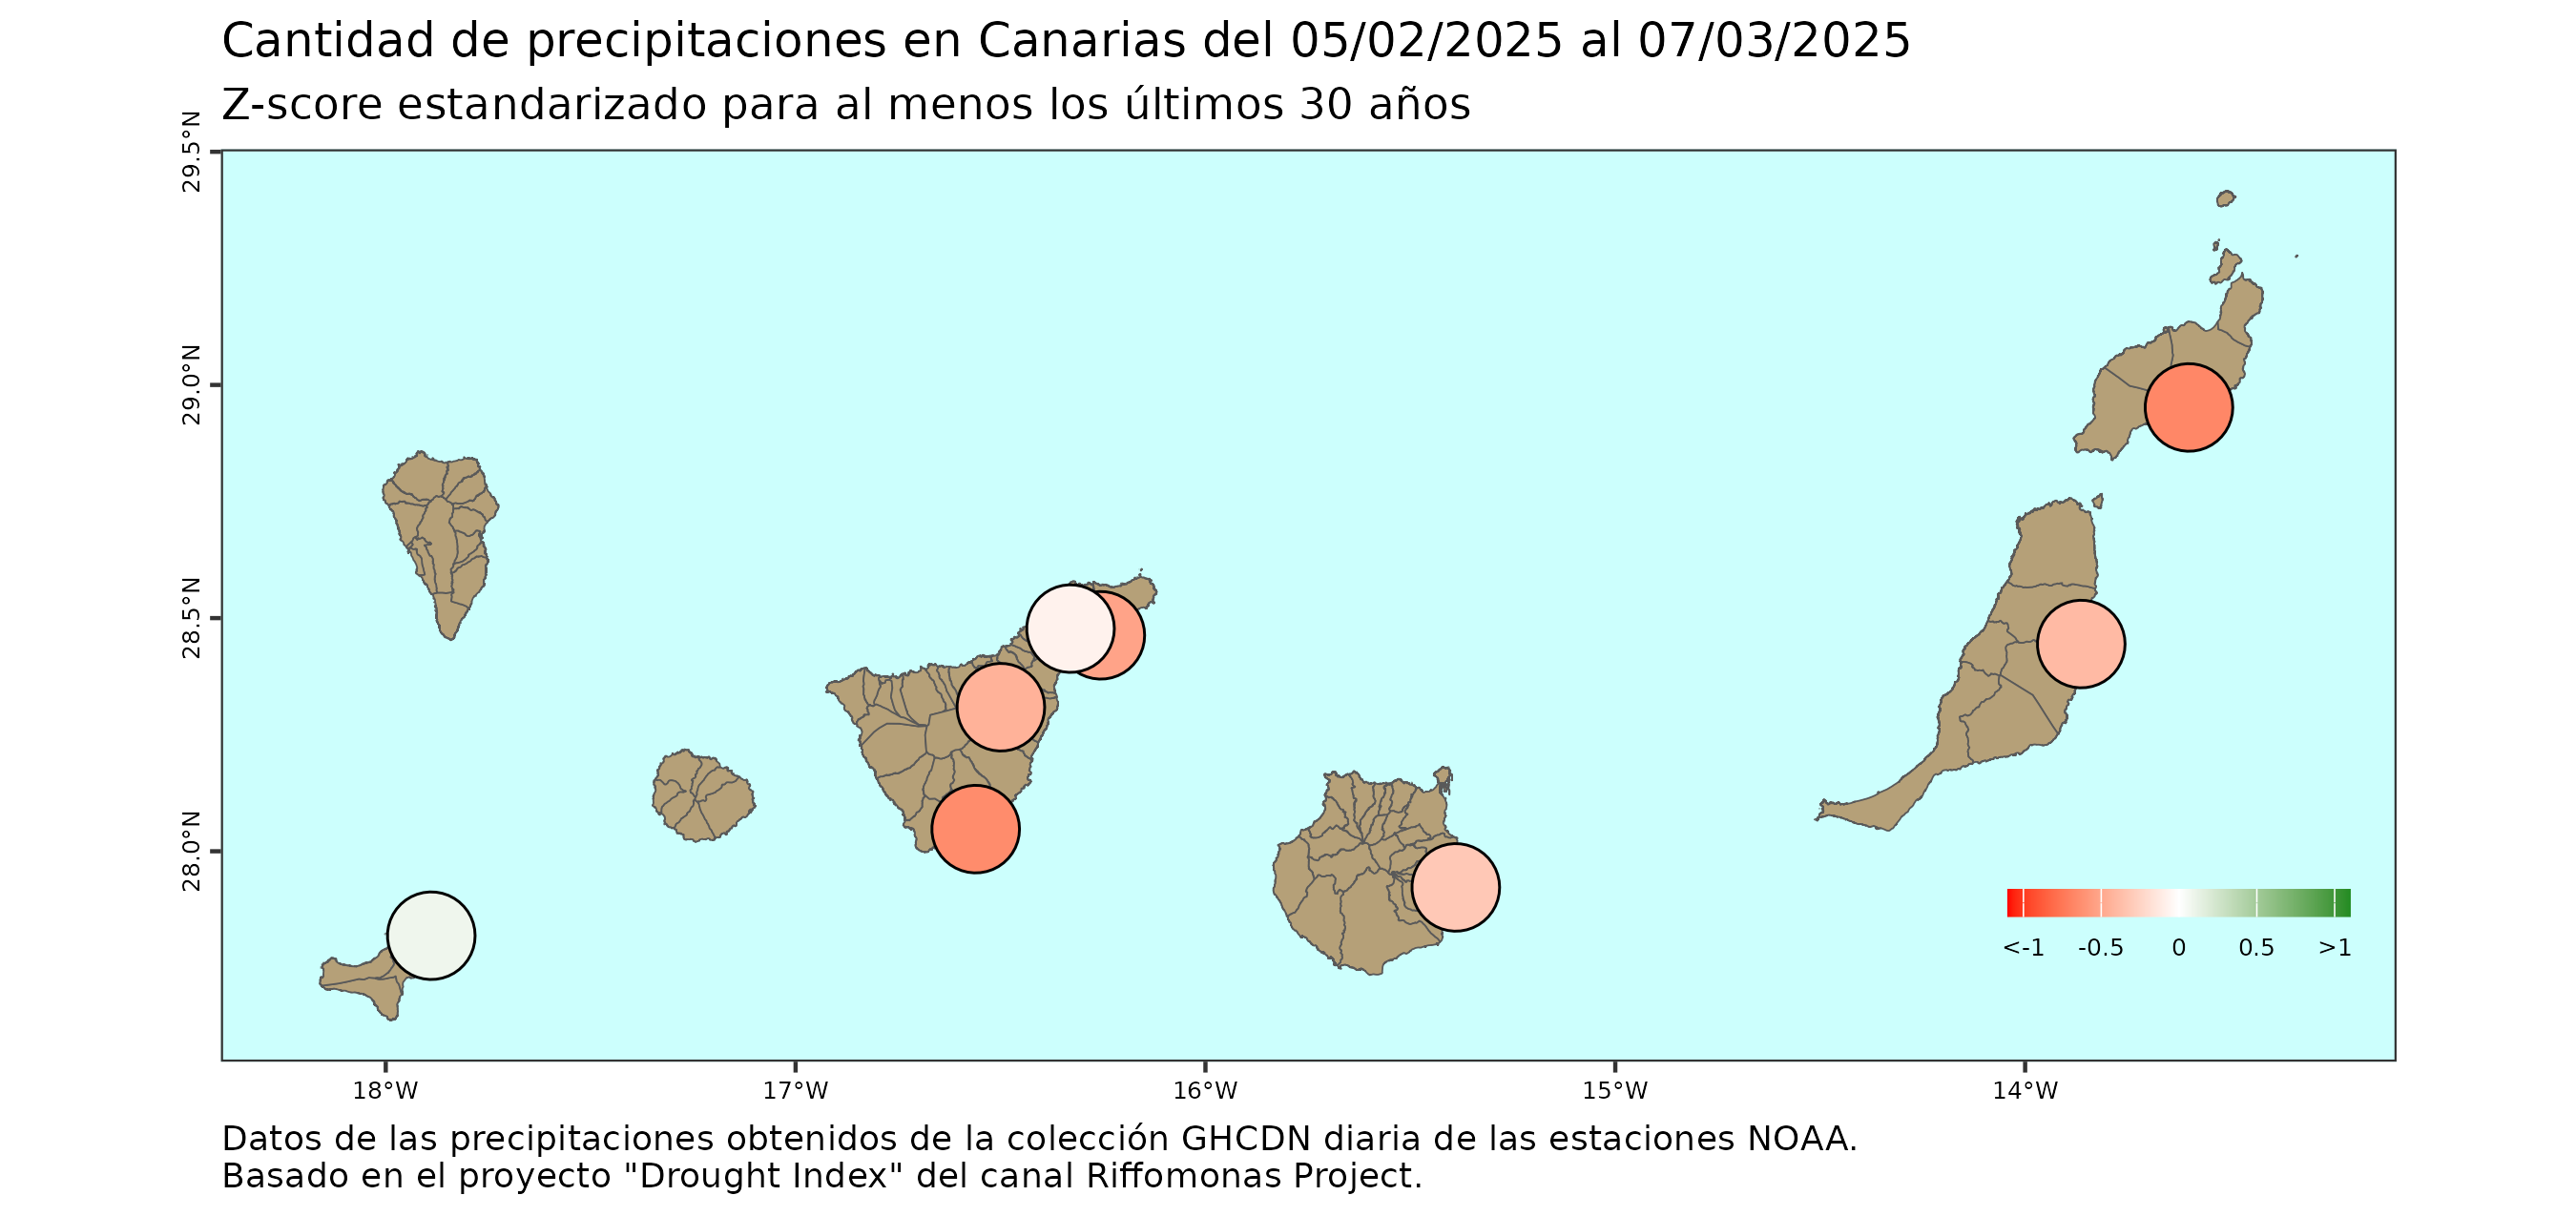 Cantidad de precipitaciones en Canarias del 05/02/2025 al 07/03/2025
Z-score estandarizado para al menos los últimos 30 años
29.5°N
29.0°N
28.5°N
28.0°N
<-1 -0.5 0 0.5 >1
18°W 17°W 16°W 15°W 14°W
Datos de las precipitaciones obtenidos de la colección GHCDN diaria de las estaciones NOAA.
Basado en el proyecto "Drought Index" del canal Riffomonas Project.